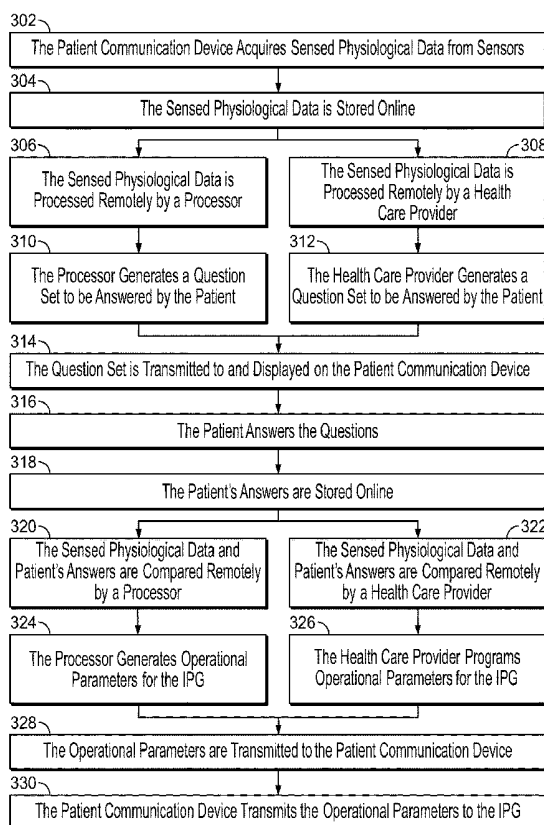 302
The Patient Communication Device Acquires Sensed Physiological Data from Sensors
304
The Sensed Physiological Data is Stored Online
306
The Sensed Physiological Data is
Processed Remotely by a Processor
308
The Sensed Physiological Data is
Processed Remotely by a Health
Care Provider
310
The Processor Generates a Question
Set to be Answered by the Patient
312
The Health Care Provider Generates a
Question Set to be Answered by the Patient
314
The Question Set is Transmitted to and Displayed on the Patient Communication Device
316
The Patient Answers the Questions
318
The Patient's Answers are Stored Online
320
The Sensed Physiological Data and
Patient's Answers are Compared Remotely
by a Processor
322
The Sensed Physiological Data and
Patient's Answers are Compared Remotely
by a Health Care Provider
324
The Processor Generates Operational
Parameters for the IPG
326
The Health Care Provider Programs
Operational Parameters for the IPG
328
The Operational Parameters are Transmitted to the Patient Communication Device
330
The Patient Communication Device Transmits the Operational Parameters to the IPG